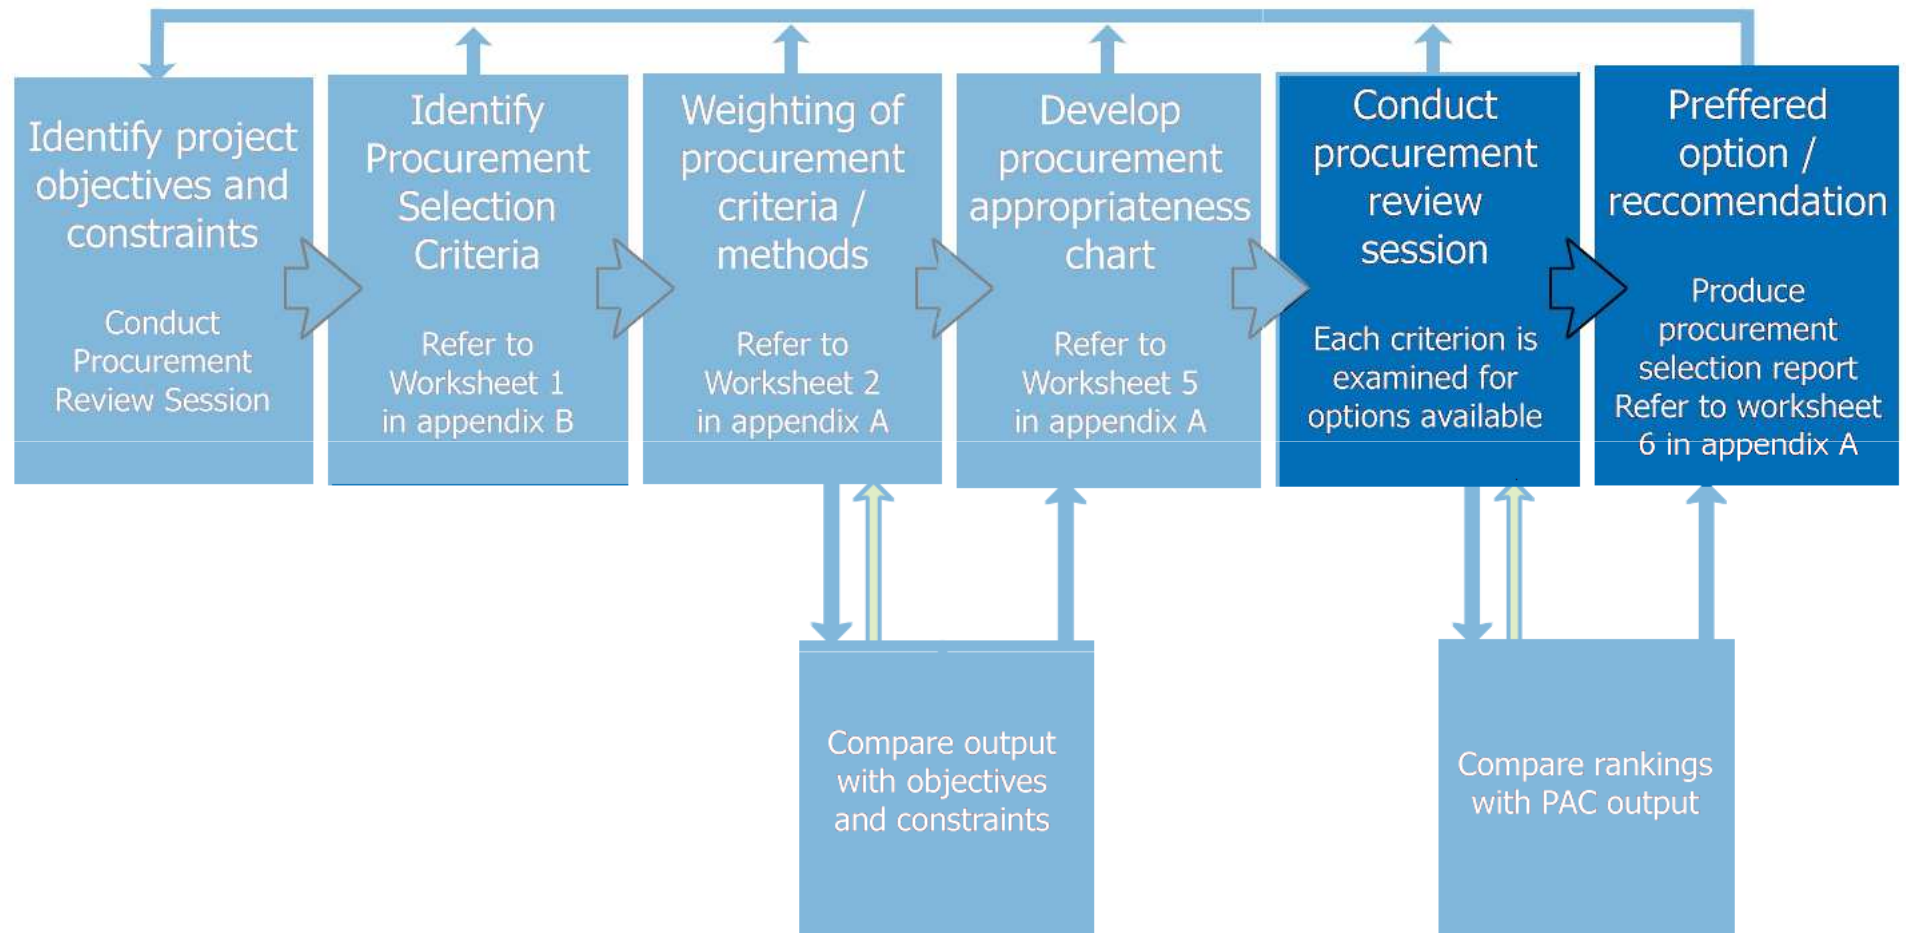 Identify project
objectives and
constraints
Conduct
Procurement
Review Session
Identify
Procurement
Selection
Criteria
Refer to
Worksheet 1
in appendix B
Weighting of
procurement
criteria /
methods
Refer to
Worksheet 2
in appendix A
Develop
procurement
appropriateness
chart
Refer to
Worksheet 5
in appendix A
Conduct
procurement
review
session
Each criterion is
examined for
options available
Preffered
option /
reccomendation
Produce
procurement
selection report
Refer to worksheet
6 in appendix A
Compare output
with objectives
and constraints
Compare rankings
with PAC output